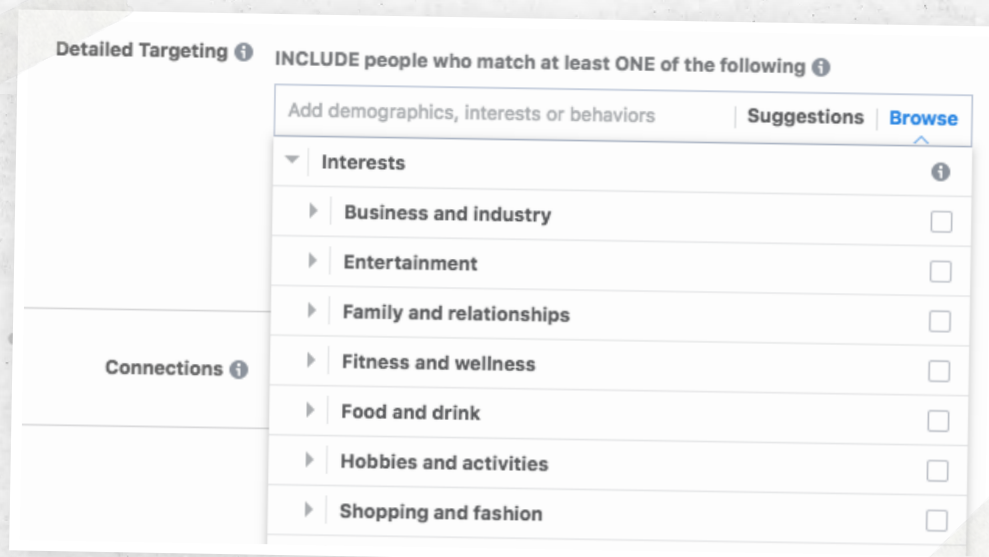 Detailed Targeting
INCLUDE people who match at least ONE of the following
Add demographics, interests or behaviors
Suggestions
Browse
Interests
Business and industry
Entertainment
Family and relationships
Fitness and wellness
Connections
Food and drink
Hobbies and activities
Shopping and fashion